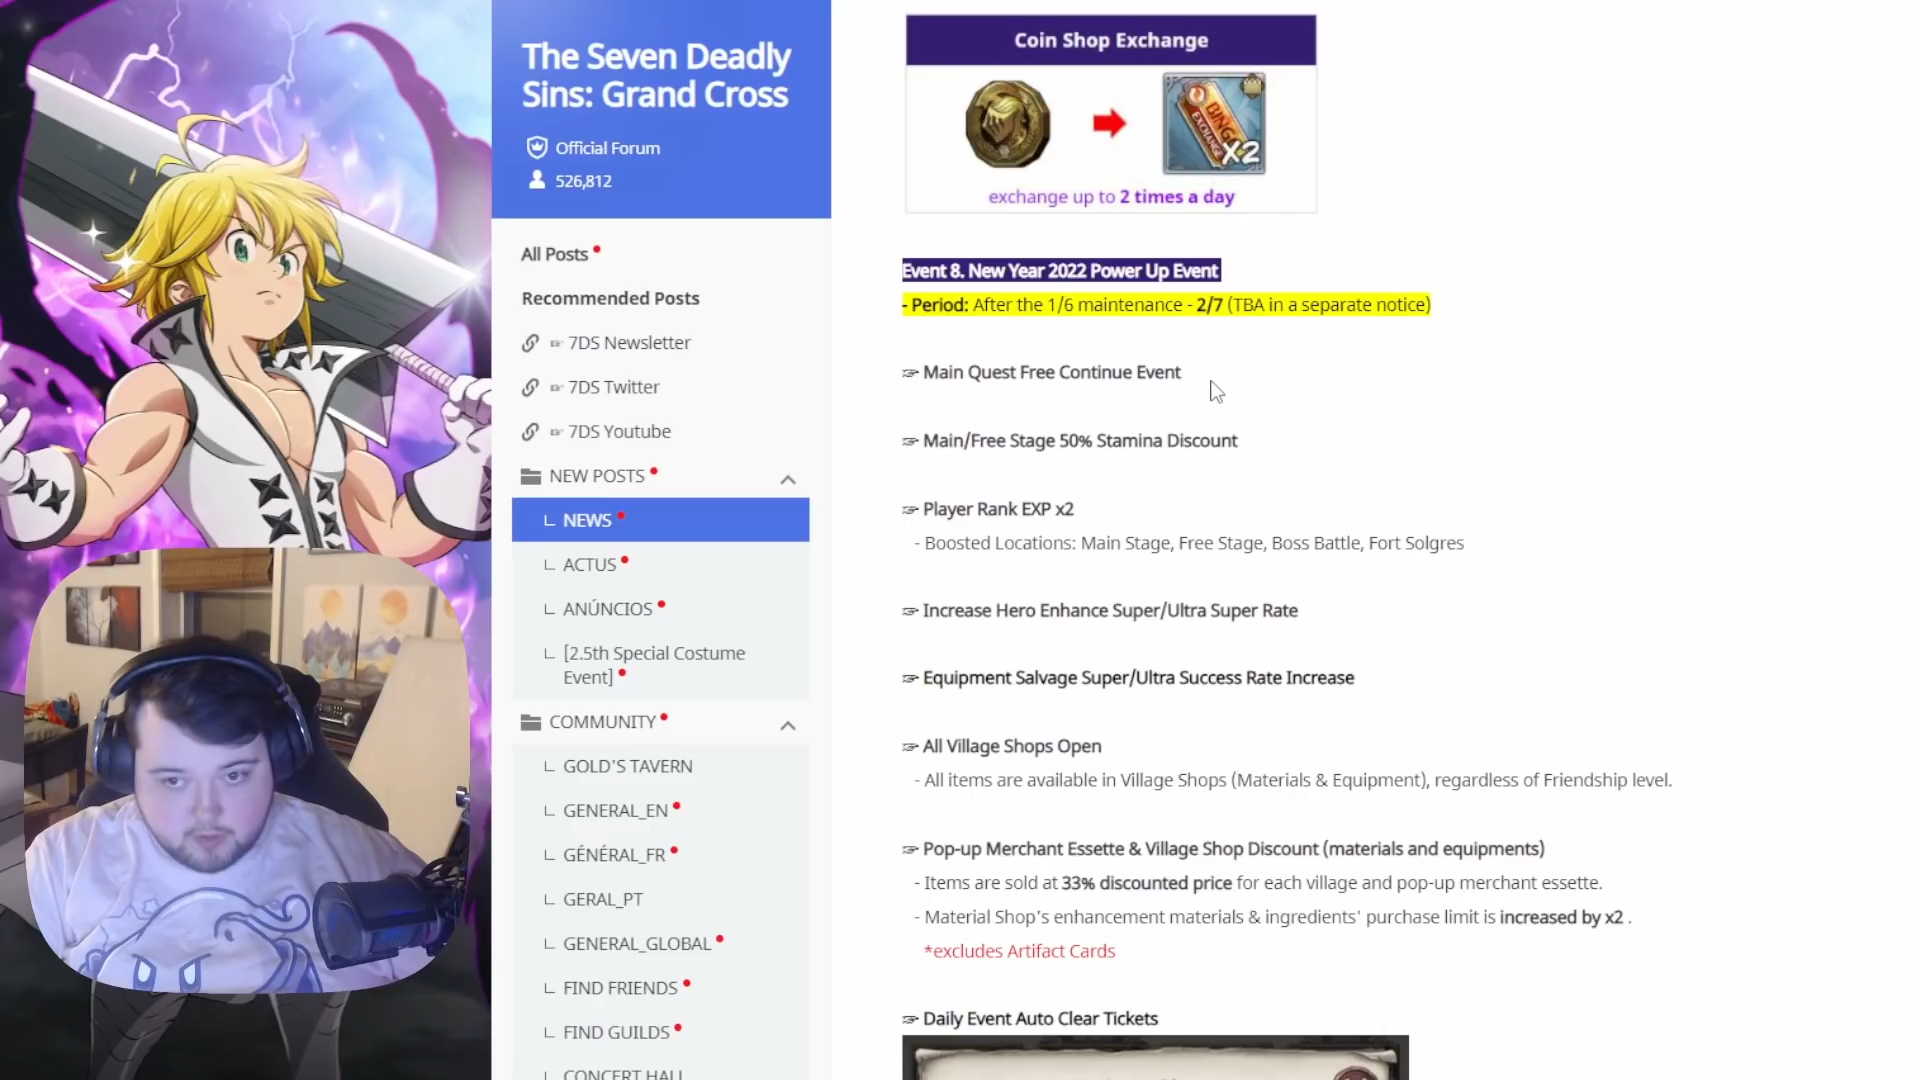 The Seven Deadly
Sins: Grand Cross
Official Forum
526,812
All Posts
Recommended Posts
☞ 7DS Newsletter
☞ 7DS Twitter
☞ 7DS Youtube
NEW POSTS
NEWS
ACTUS
ANÚNCIOS
[2.5th Special Costume
Event]
COMMUNITY
GOLD'S TAVERN
GENERAL_EN
GÉNÉRAL_FR
GERAL_PT
GENERAL_GLOBAL
FIND FRIENDS
FIND GUILDS
CONCERT HALL
Coin Shop Exchange
BINGO
EXCHANGE
X2
exchange up to 2 times a day
Event 8. New Year 2022 Power Up Event
- Period: After the 1/6 maintenance - 2/7 (TBA in a separate notice)
☞ Main Quest Free Continue Event
☞ Main/Free Stage 50% Stamina Discount
☞ Player Rank EXP x2
- Boosted Locations: Main Stage, Free Stage, Boss Battle, Fort Solgres
☞ Increase Hero Enhance Super/Ultra Super Rate
☞ Equipment Salvage Super/Ultra Success Rate Increase
☞ All Village Shops Open
- All items are available in Village Shops (Materials & Equipment), regardless of Friendship level.
☞ Pop-up Merchant Essette & Village Shop Discount (materials and equipments)
- Items are sold at 33% discounted price for each village and pop-up merchant essette.
- Material Shop's enhancement materials & ingredients' purchase limit is increased by x2 .
*excludes Artifact Cards
☞ Daily Event Auto Clear Tickets